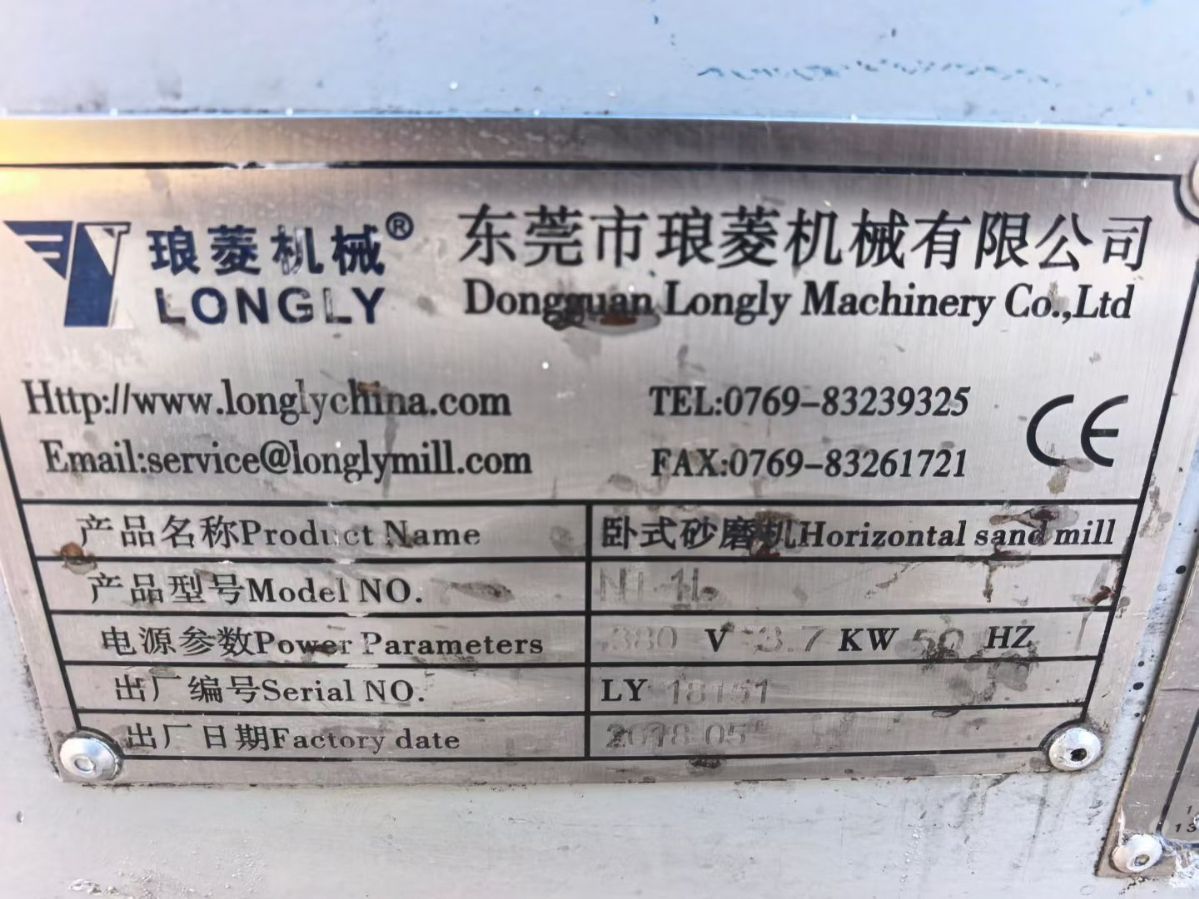 琅菱机械®
LONGLY
东莞市琅菱机械有限公司
Dongguan Longly Machinery Co.,Ltd
Http://www.longlychina.com
TEL:0769-83239325
Email:service@longlymill.com
FAX:0769-83261721
CE
产品名称Product Name 卧式砂磨机Horizontal sand mill
产品型号Model NO.
电源参数Power Parameters 380 V 3.7 KW 50 HZ
出厂编号Serial NO. LY
出厂日期Factory date 2018.05